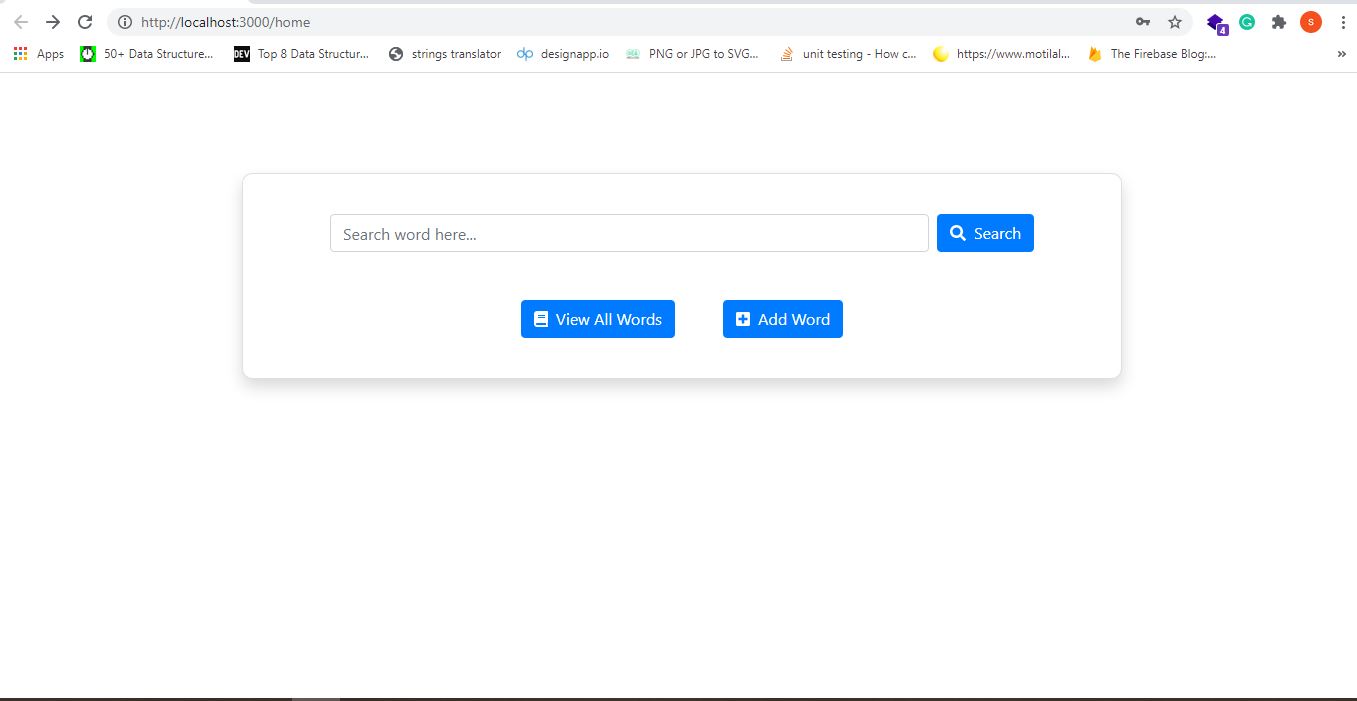 http://localhost:3000/home
4
S
Apps 50+ Data Structure... DEV Top 8 Data Structur... strings translator dp designapp.io PNG or JPG to SVG... unit testing - How c... https://www.motilal... The Firebase Blog:... »
Search word here... Search
View All Words Add Word